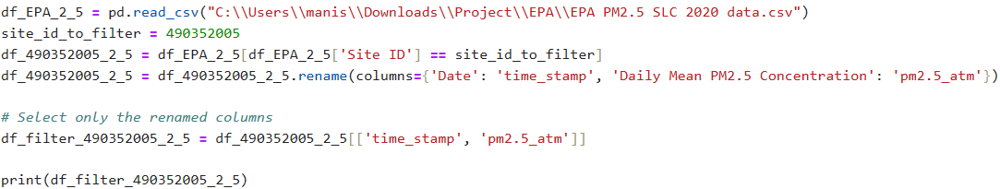 df_EPA_2_5 = pd.read_csv("C:\\Users\\manis\\Downloads\\Project\\EPA\\EPA PM2.5 SLC 2020 data.csv")
site_id_to_filter = 490352005
df_490352005_2_5 = df_EPA_2_5[df_EPA_2_5['Site ID'] == site_id_to_filter]
df_490352005_2_5 = df_490352005_2_5.rename(columns={'Date': 'time_stamp', 'Daily Mean PM2.5 Concentration': 'pm2.5_atm'})
# Select only the renamed columns
df_filter_490352005_2_5 = df_490352005_2_5[['time_stamp', 'pm2.5_atm']]
print(df_filter_490352005_2_5)